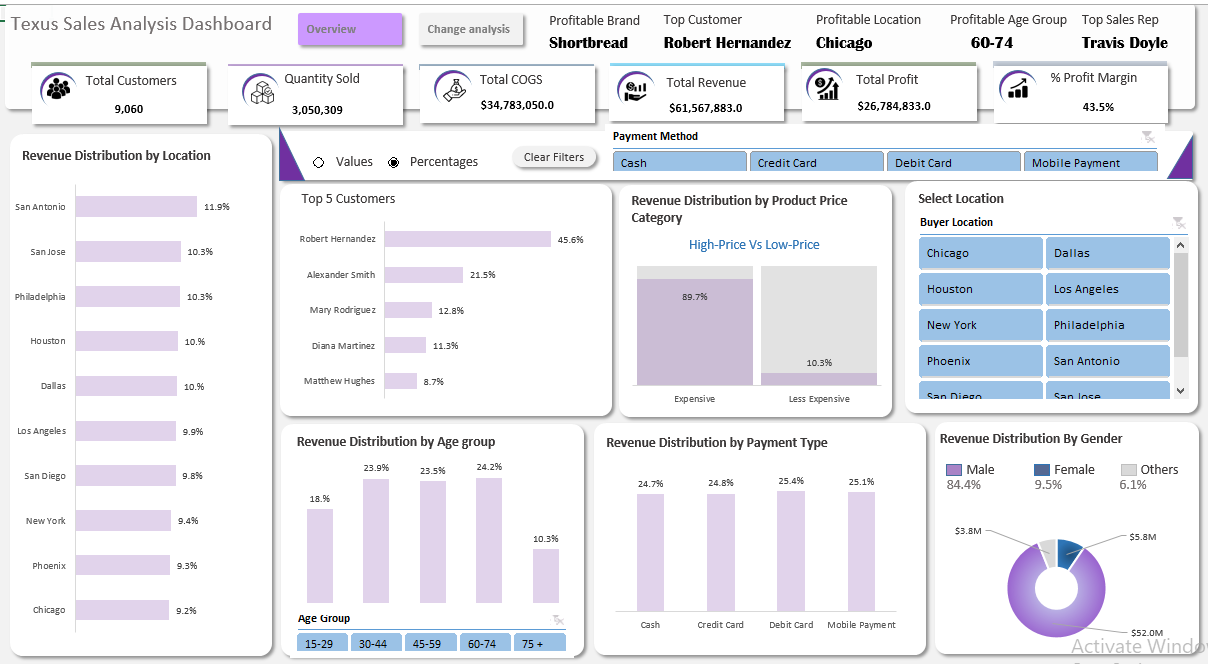 Texus Sales Analysis Dashboard
Overview
Change analysis
Profitable Brand
Shortbread
Top Customer
Robert Hernandez
Profitable Location
Chicago
Profitable Age Group
60-74
Top Sales Rep
Travis Doyle
Total Customers
9,060
Quantity Sold
3,050,309
Total COGS
$34,783,050.0
Total Revenue
$61,567,883.0
Total Profit
$26,784,833.0
% Profit Margin
43.5%
Revenue Distribution by Location
San Antonio 11.9%
San Jose 10.3%
Philadelphia 10.3%
Houston 10.%
Dallas 10.%
Los Angeles 9.9%
San Diego 9.8%
New York 9.4%
Phoenix 9.3%
Chicago 9.2%
Values
Percentages
Clear Filters
Payment Method
Cash Credit Card Debit Card Mobile Payment
Top 5 Customers
Robert Hernandez 45.6%
Alexander Smith 21.5%
Mary Rodriguez 12.8%
Diana Martinez 11.3%
Matthew Hughes 8.7%
Revenue Distribution by Product Price
Category
High-Price Vs Low-Price
89.7%
10.3%
Expensive Less Expensive
Select Location
Buyer Location
Chicago Dallas
Houston Los Angeles
New York Philadelphia
Phoenix San Antonio
San Diego San Jose
Revenue Distribution by Age group
18.% 23.9% 23.5% 24.2% 10.3%
Age Group
15-29 30-44 45-59 60-74 75 +
Revenue Distribution by Payment Type
24.7% 24.8% 25.4% 25.1%
Cash Credit Card Debit Card Mobile Payment
Revenue Distribution By Gender
Male Female Others
84.4% 9.5% 6.1%
$3.8M
$5.8M
$52.0M
Activate Windo